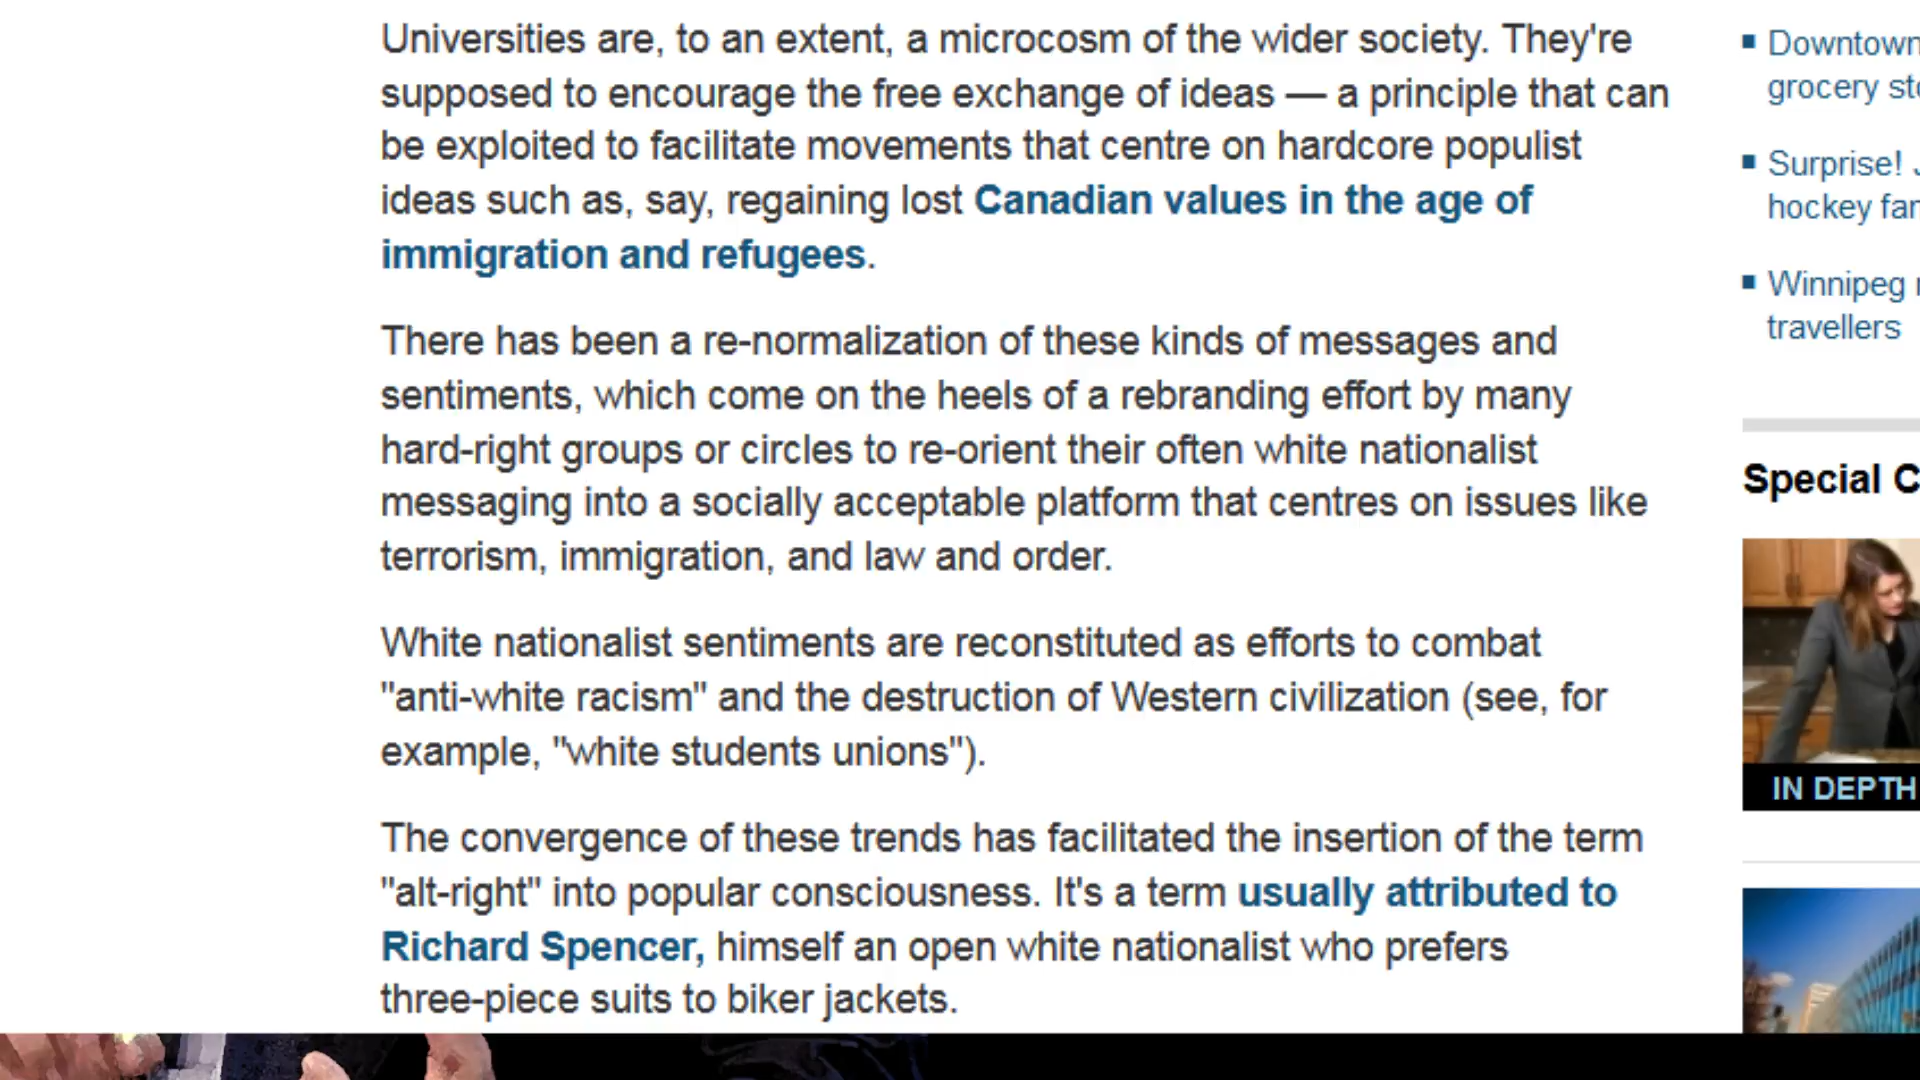 Universities are, to an extent, a microcosm of the wider society. They're
supposed to encourage the free exchange of ideas — a principle that can
be exploited to facilitate movements that centre on hardcore populist
ideas such as, say, regaining lost Canadian values in the age of
immigration and refugees.
There has been a re-normalization of these kinds of messages and
sentiments, which come on the heels of a rebranding effort by many
hard-right groups or circles to re-orient their often white nationalist
messaging into a socially acceptable platform that centres on issues like
terrorism, immigration, and law and order.
White nationalist sentiments are reconstituted as efforts to combat
"anti-white racism" and the destruction of Western civilization (see, for
example, "white students unions").
The convergence of these trends has facilitated the insertion of the term
"alt-right" into popular consciousness. It's a term usually attributed to
Richard Spencer, himself an open white nationalist who prefers
three-piece suits to biker jackets.
Downtown
grocery
Surprise!
hockey
Winnipeg
travellers
Special
IN DEPTH